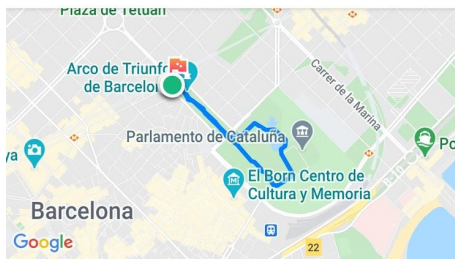 Plaza de Tetuán
Arco de Triunfo
de Barcelona
Carrer de la Marina
Parlamento de Cataluña
El Born Centro de
Cultura y Memoria
Barcelona
Google
22